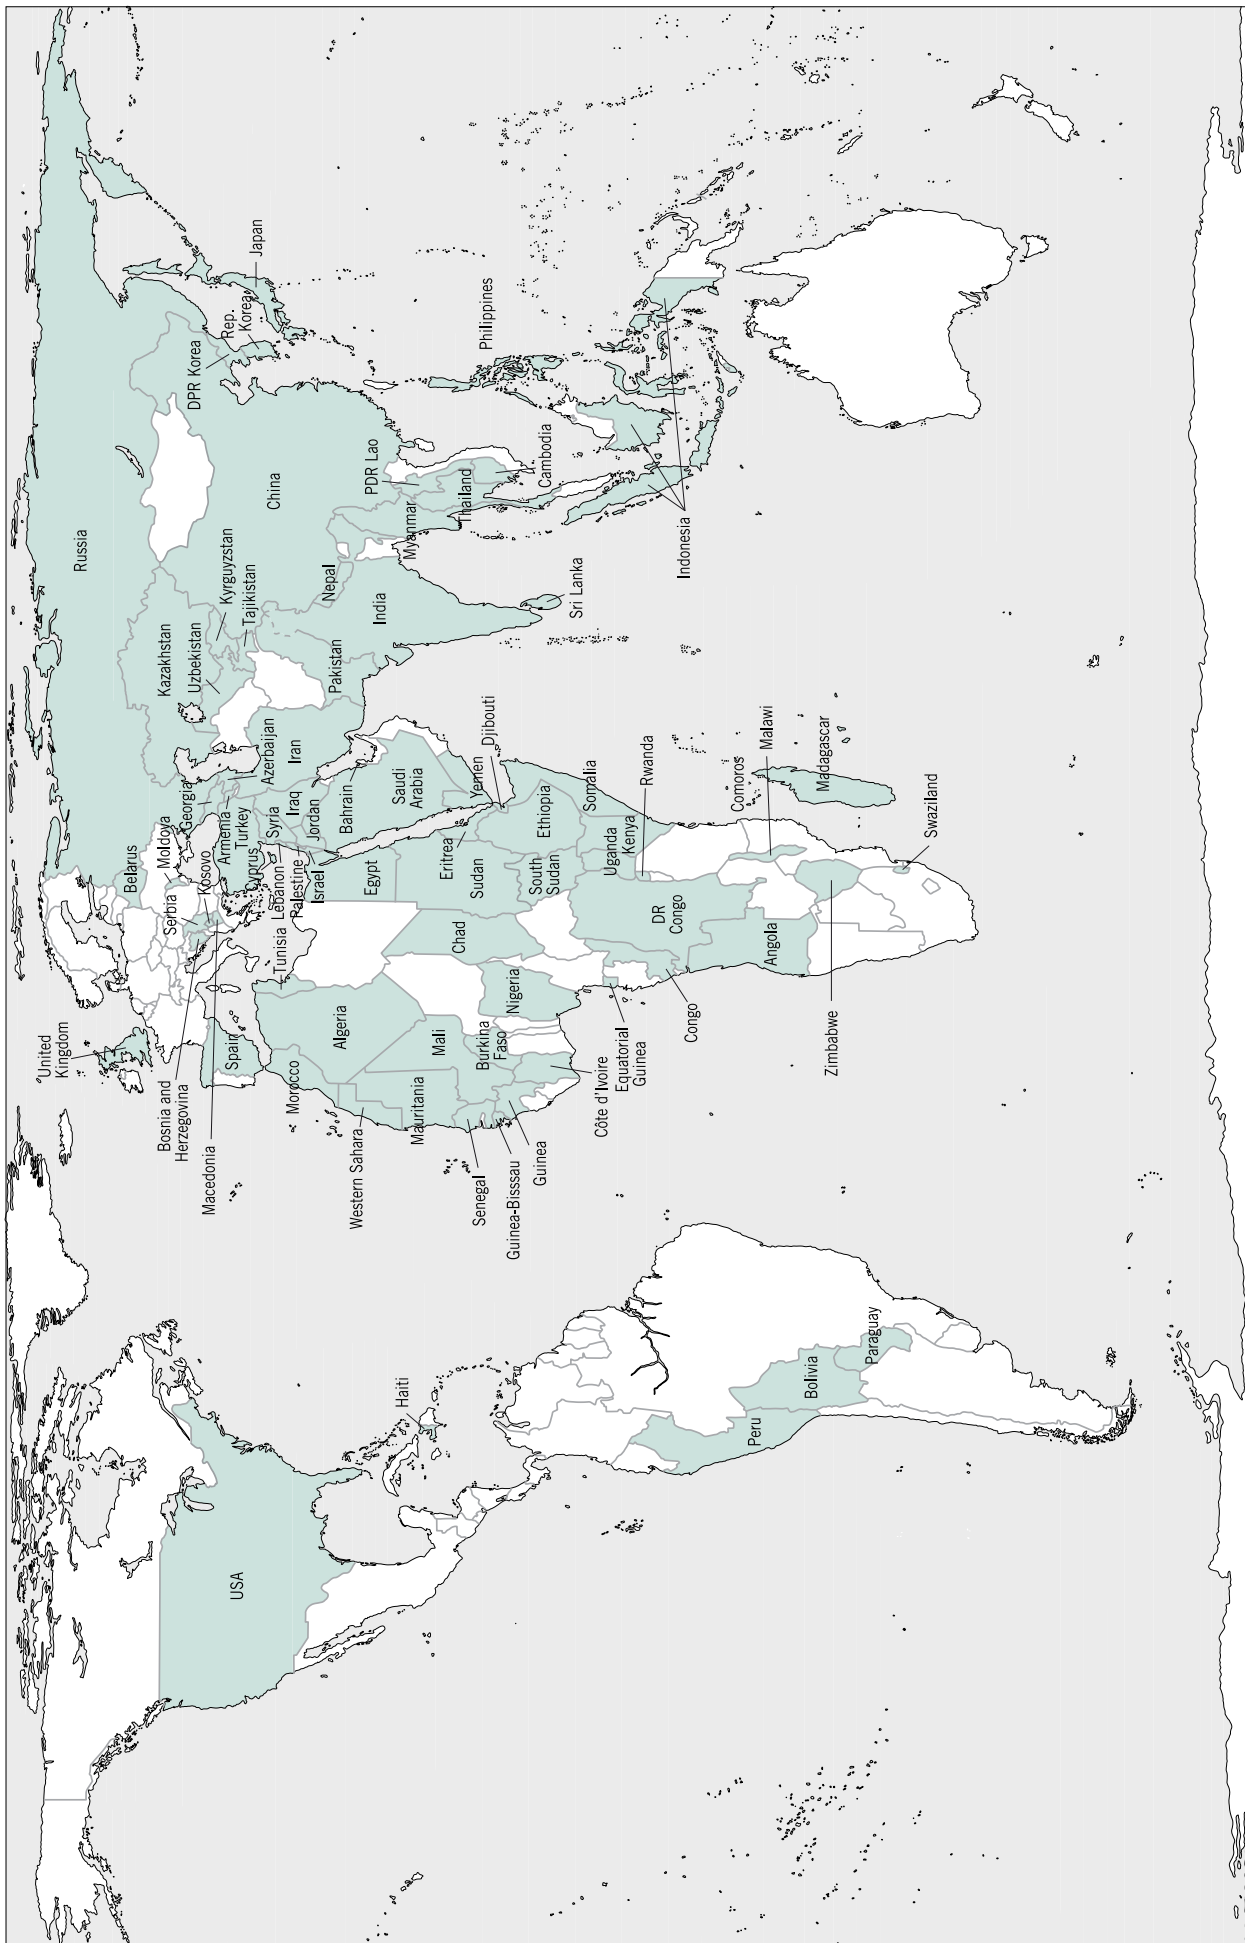 USA
Haiti
Peru
Bolivia
Paraguay
United
Kingdom
Spain
Bosnia and
Herzegovina
Macedonia
Serbia
Kosovo
Moldova
Belarus
Russia
Georgia
Armenia
Azerbaijan
Turkey
Cyprus
Syria
Lebanon
Palestine
Israel
Jordan
Iraq
Iran
Bahrain
Saudi
Arabia
Yemen
Kazakhstan
Uzbekistan
Kyrguyzstan
Tajikistan
Pakistan
India
Nepal
Sri Lanka
China
Myanmar
PDR Lao
Thailand
Cambodia
DPR Korea
Rep.
Korea
Japan
Philippines
Indonesia
Morocco
Western Sahara
Algeria
Tunisia
Egypt
Mauritania
Mali
Senegal
Guinea-Bisssau
Guinea
Burkina
Faso
Côte d'Ivoire
Nigeria
Equatorial
Guinea
Chad
Sudan
South
Sudan
Eritrea
Djibouti
Ethiopia
Somalia
Uganda
Kenya
Rwanda
DR
Congo
Congo
Angola
Zimbabwe
Malawi
Comoros
Madagascar
Swaziland